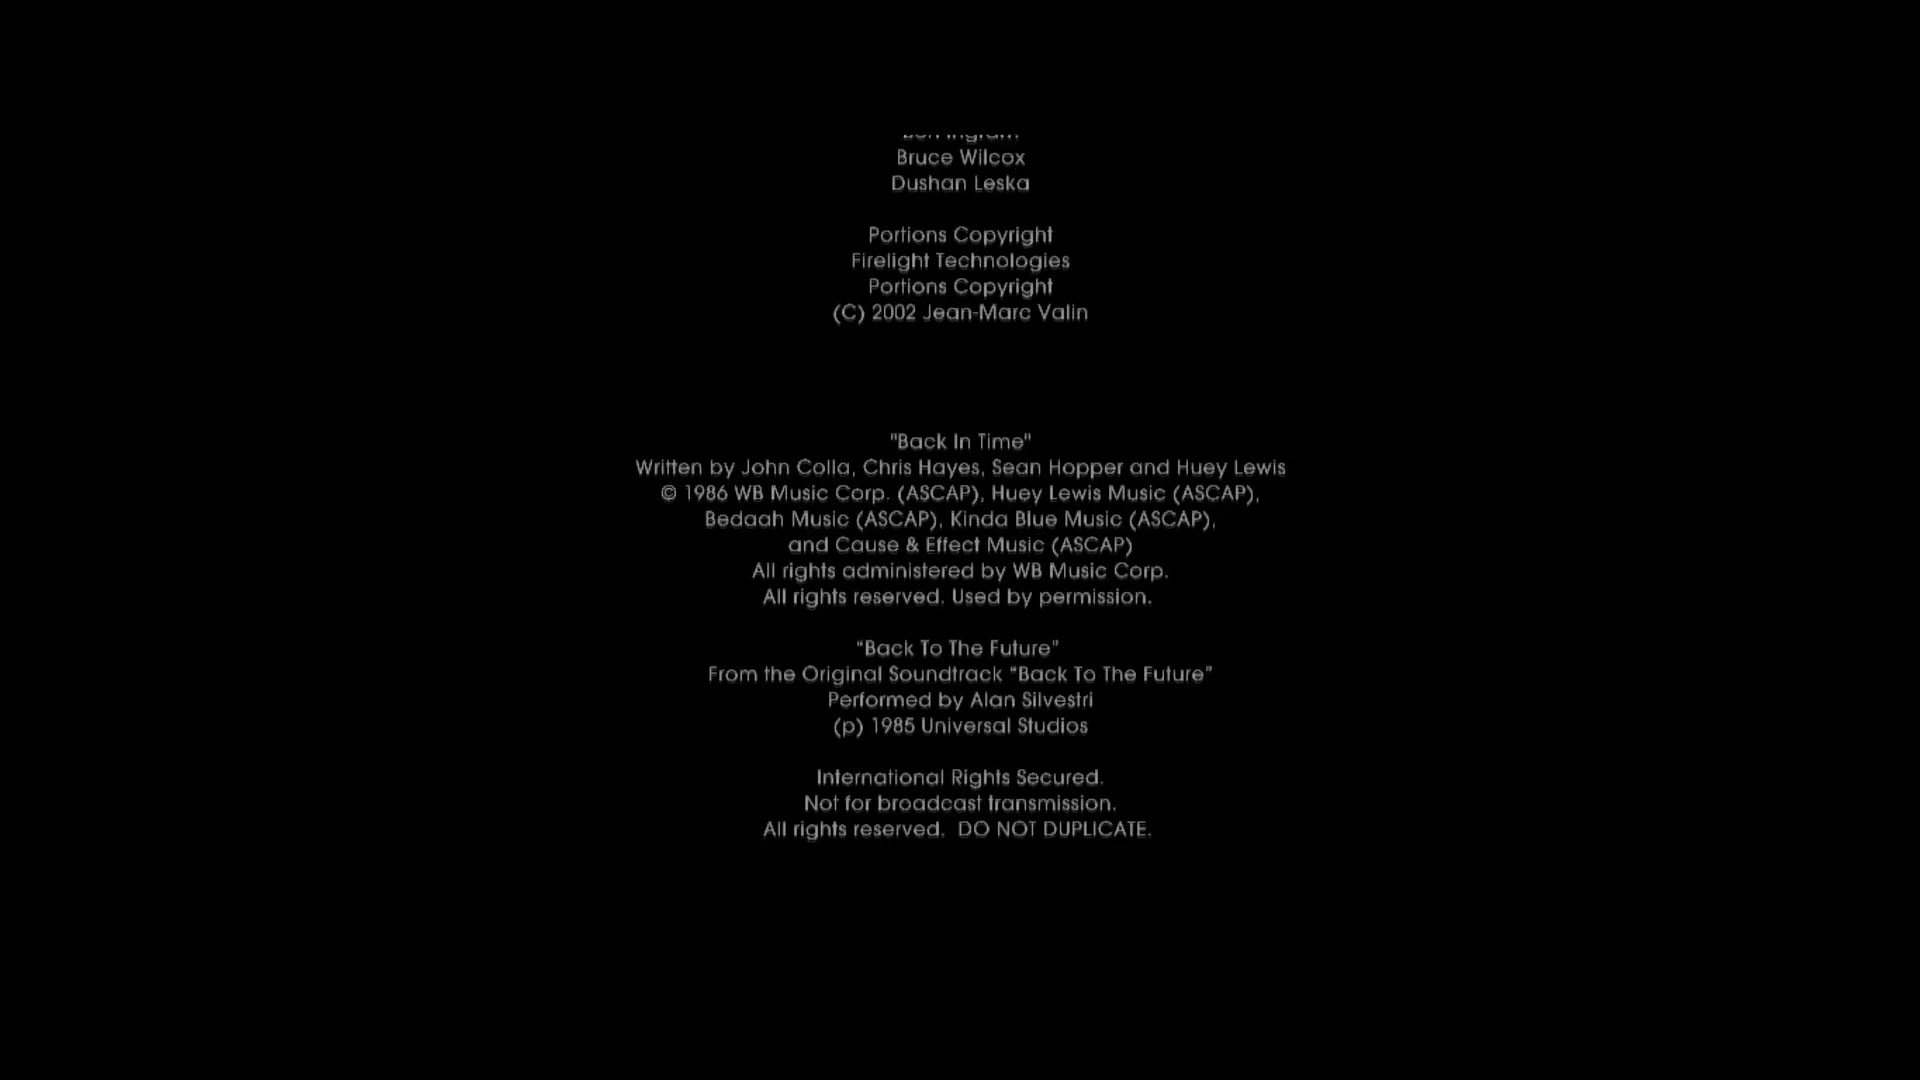 Ingram
Bruce Wilcox
Dushan Leska
Portions Copyright
Firelight Technologies
Portions Copyright
(C) 2002 Jean-Marc Valin
"Back In Time"
Written by John Colla, Chris Hayes, Sean Hopper and Huey Lewis
© 1986 WB Music Corp. (ASCAP), Huey Lewis Music (ASCAP),
Bedaah Music (ASCAP), Kinda Blue Music (ASCAP),
and Cause & Effect Music (ASCAP)
All rights administered by WB Music Corp.
All rights reserved. Used by permission.
“Back To The Future”
From the Original Soundtrack “Back To The Future”
Performed by Alan Silvestri
(p) 1985 Universal Studios
International Rights Secured.
Not for broadcast transmission.
All rights reserved.  DO NOT DUPLICATE.